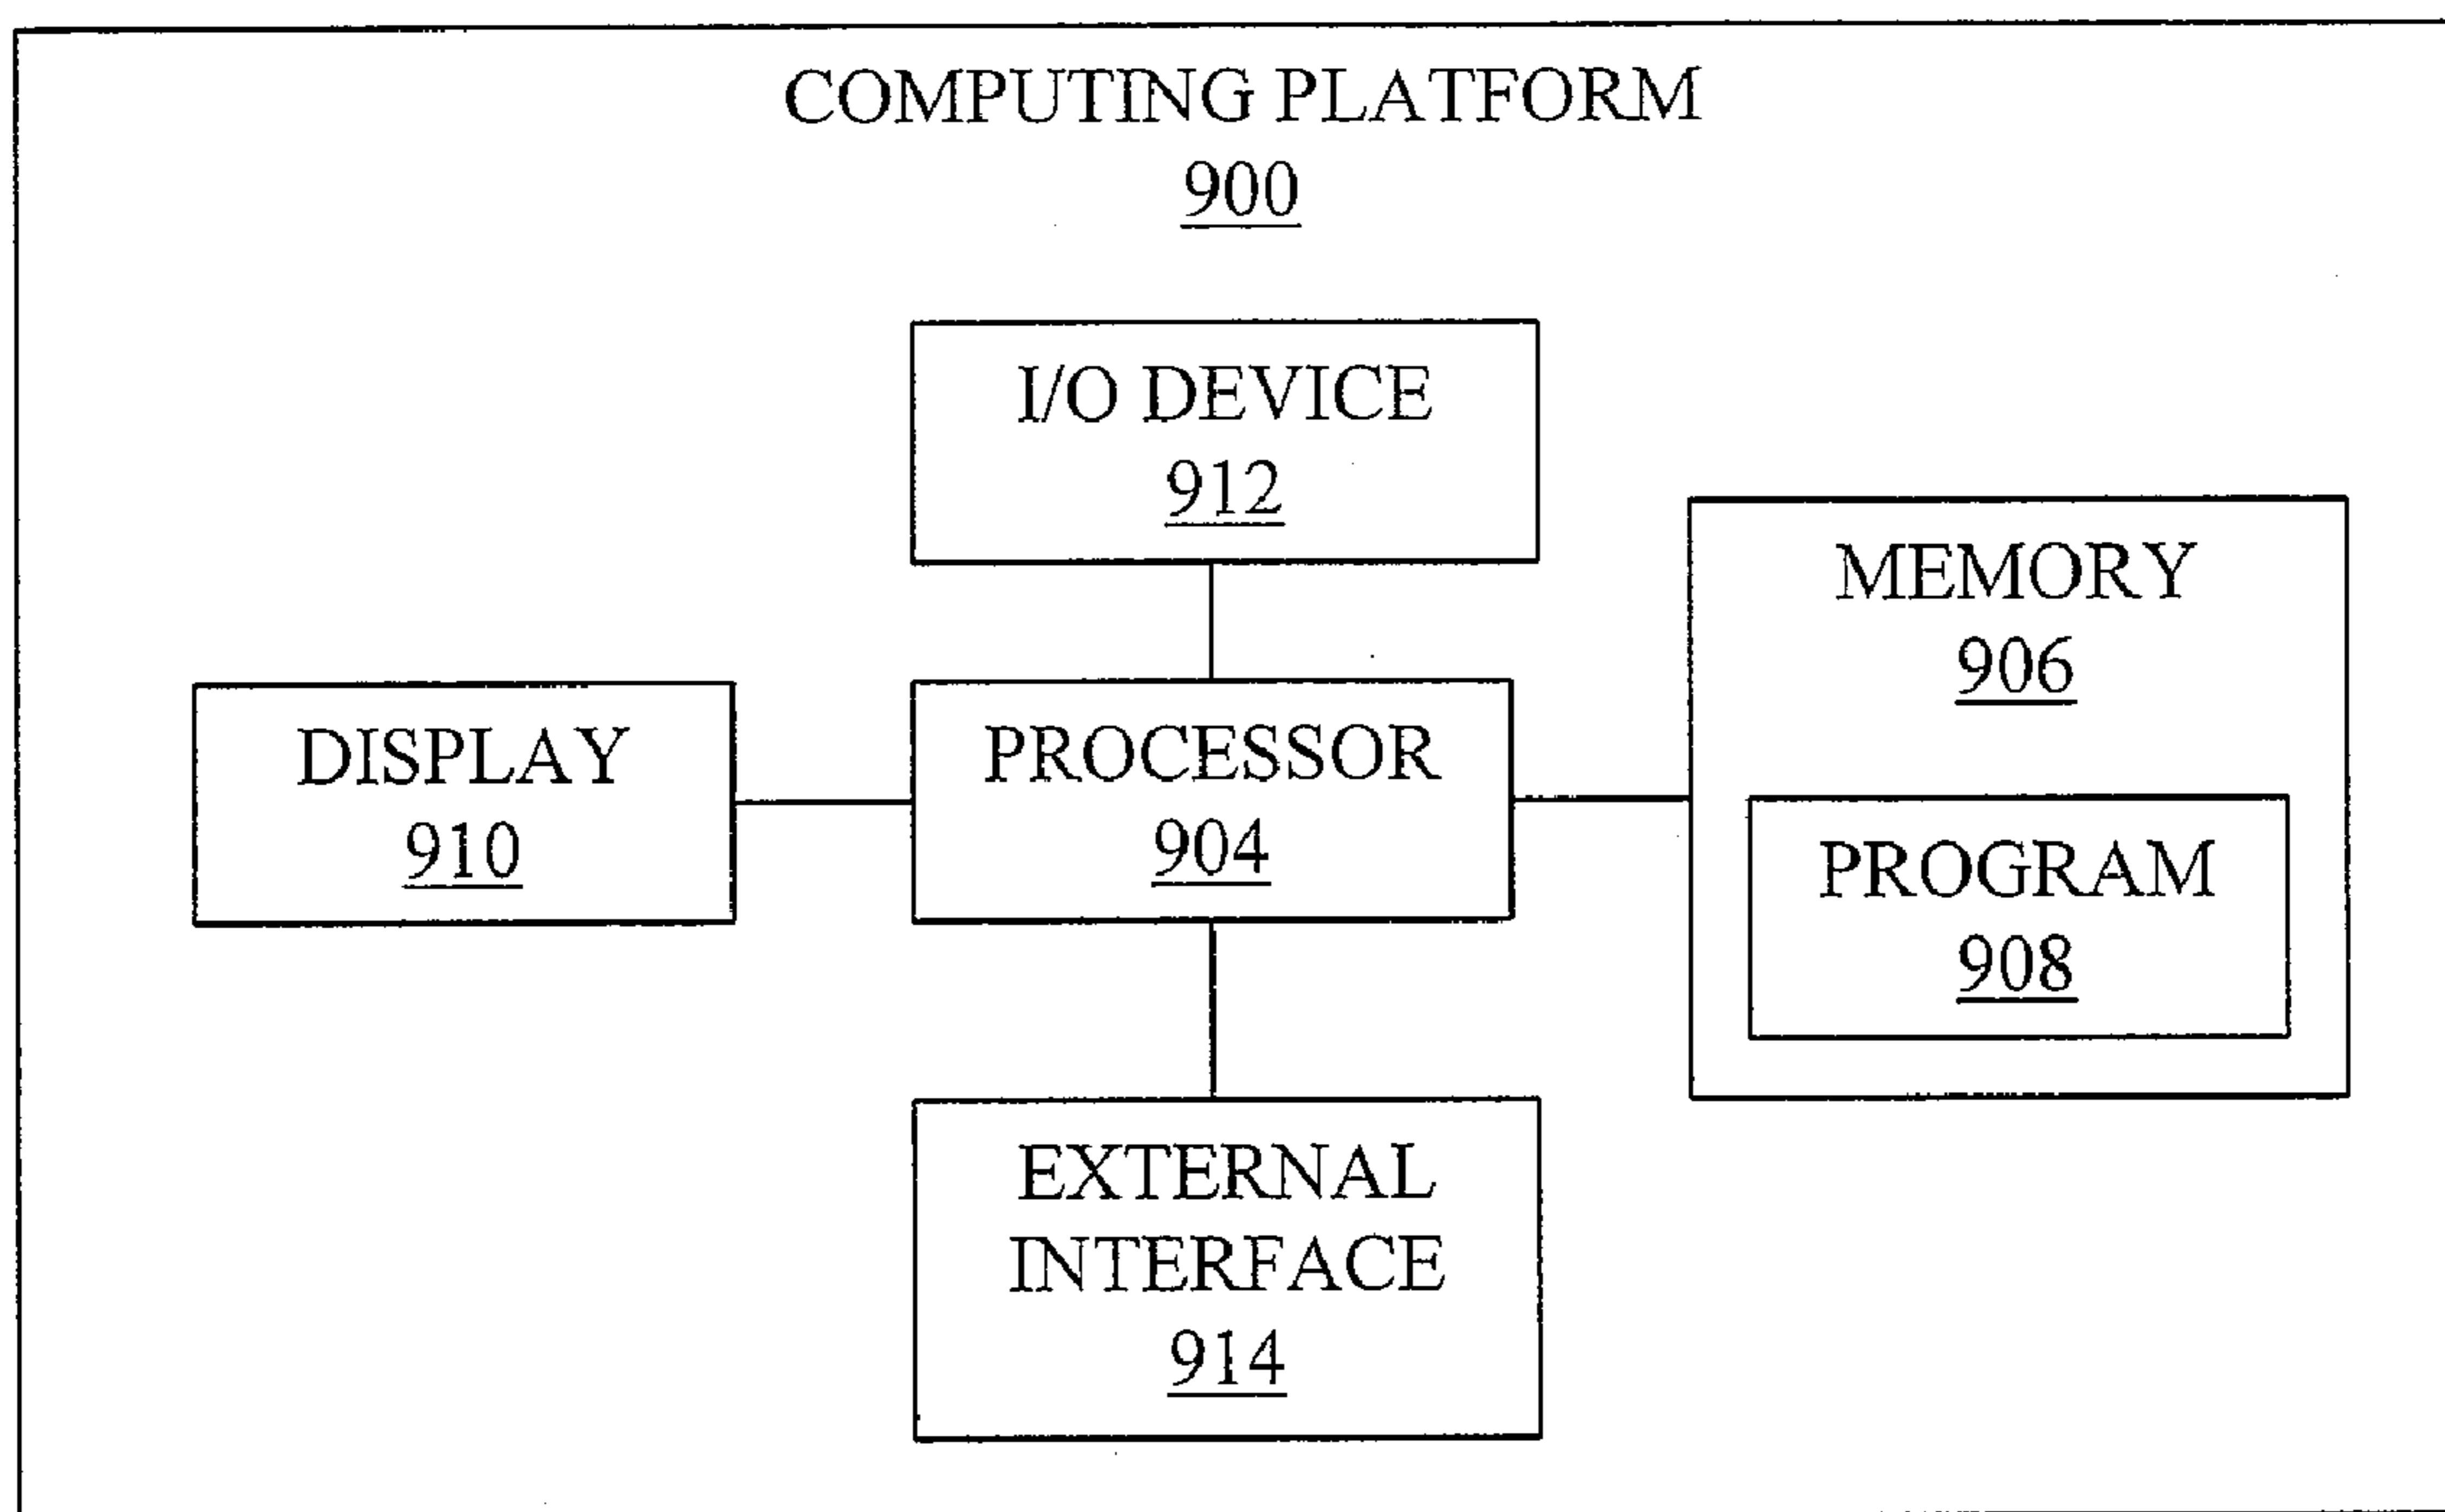 COMPUTING PLATFORM
900
I/O DEVICE
912
MEMORY
906
DISPLAY
910
PROCESSOR
904
PROGRAM
908
EXTERNAL
INTERFACE
914